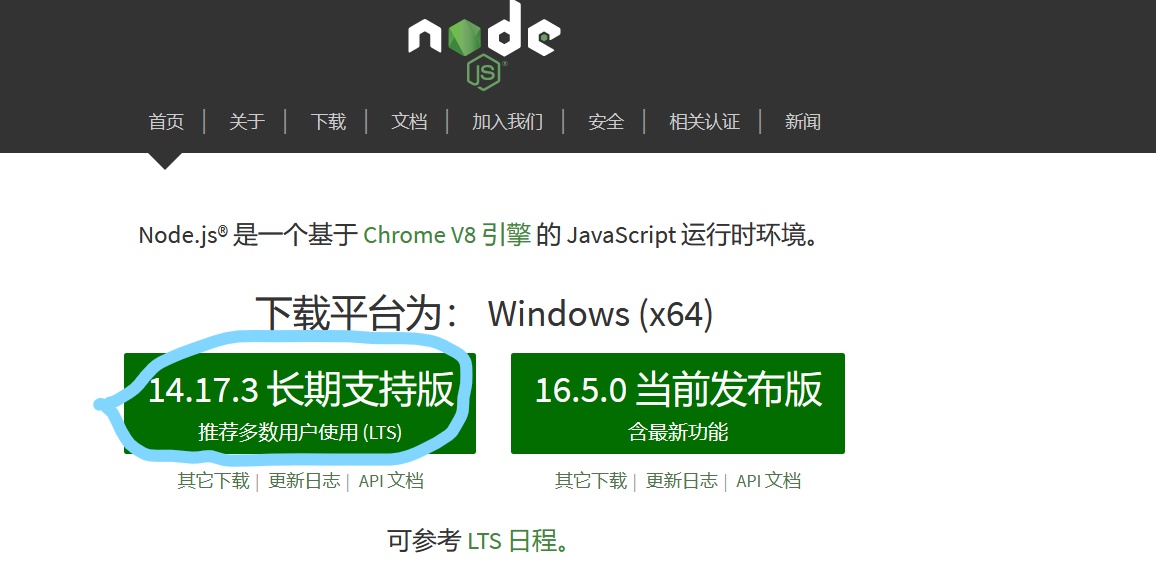 node
JS®
首页 | 关于 | 下载 | 文档 | 加入我们 | 安全 | 相关认证 | 新闻
Node.js® 是一个基于 Chrome V8 引擎 的 JavaScript 运行时环境。
下载平台为： Windows (x64)
14.17.3 长期支持版
推荐多数用户使用 (LTS)
其它下载 | 更新日志 | API 文档
16.5.0 当前发布版
含最新功能
其它下载 | 更新日志 | API 文档
可参考 LTS 日程。